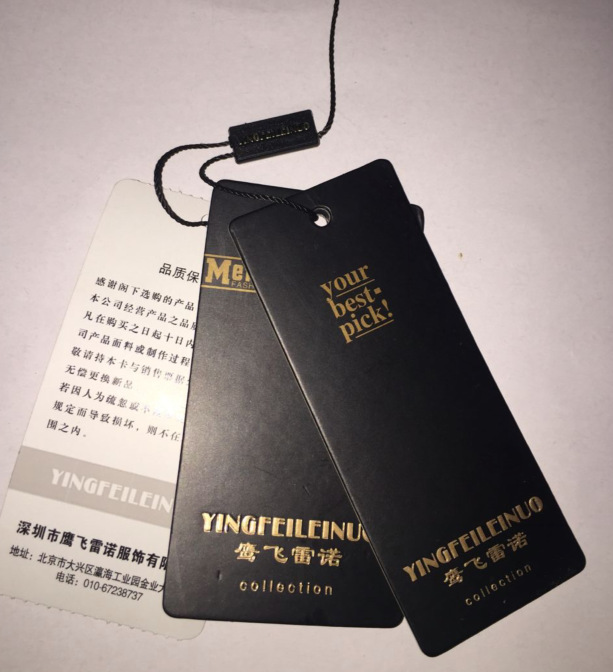 YINGFEILEINUO
品质保
感谢阁下选购的产品
本公司经营产品之品质
凡在购买之日起十日内
司产品面料或制作过程
敬请持本卡与销售票据
无偿更换新品
若因人为疏忽或不
规定而导致损坏，则不在
围之内。
YINGFEILEIN
深圳市鹰飞雷诺服饰有限
地址：北京市大兴区瀛海工业园金业大
电话：010-67238737
Me
FASH
YINGFEILEINUO
鹰飞雷诺
collection
your
best-
pick!
YINGFEILEINUO
鹰飞雷诺
collection